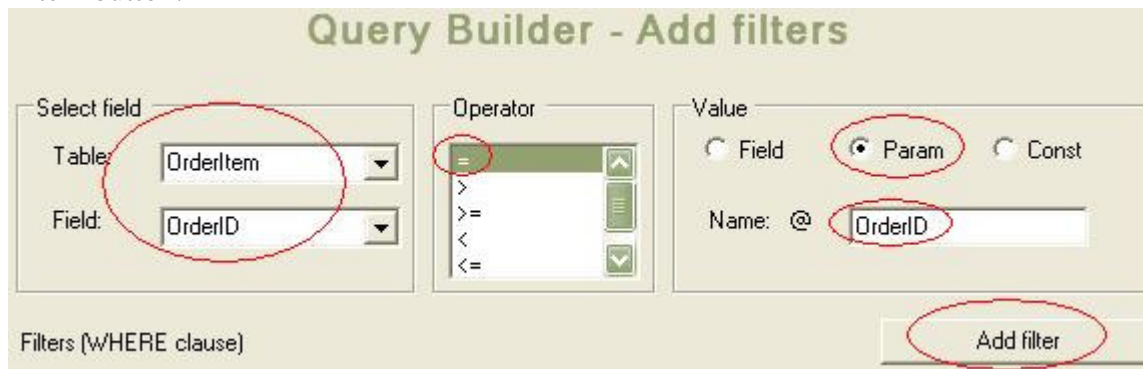 Query Builder - Add filters
Select field
Table:
OrderItem
Field:
OrderID
Operator
=
>
>=
<
<=
Value
Field
Param
Const
Name: @
OrderID
Filters (WHERE clause)
Add filter